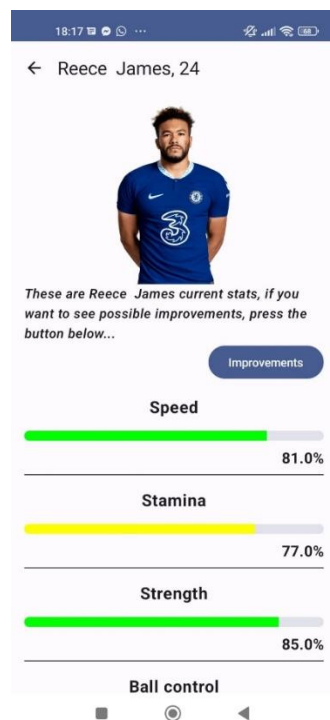 18:17
← Reece  James, 24
3
These are Reece  James current stats, if you
want to see possible improvements, press the
button below...
Improvements
Speed
81.0%
Stamina
77.0%
Strength
85.0%
Ball control